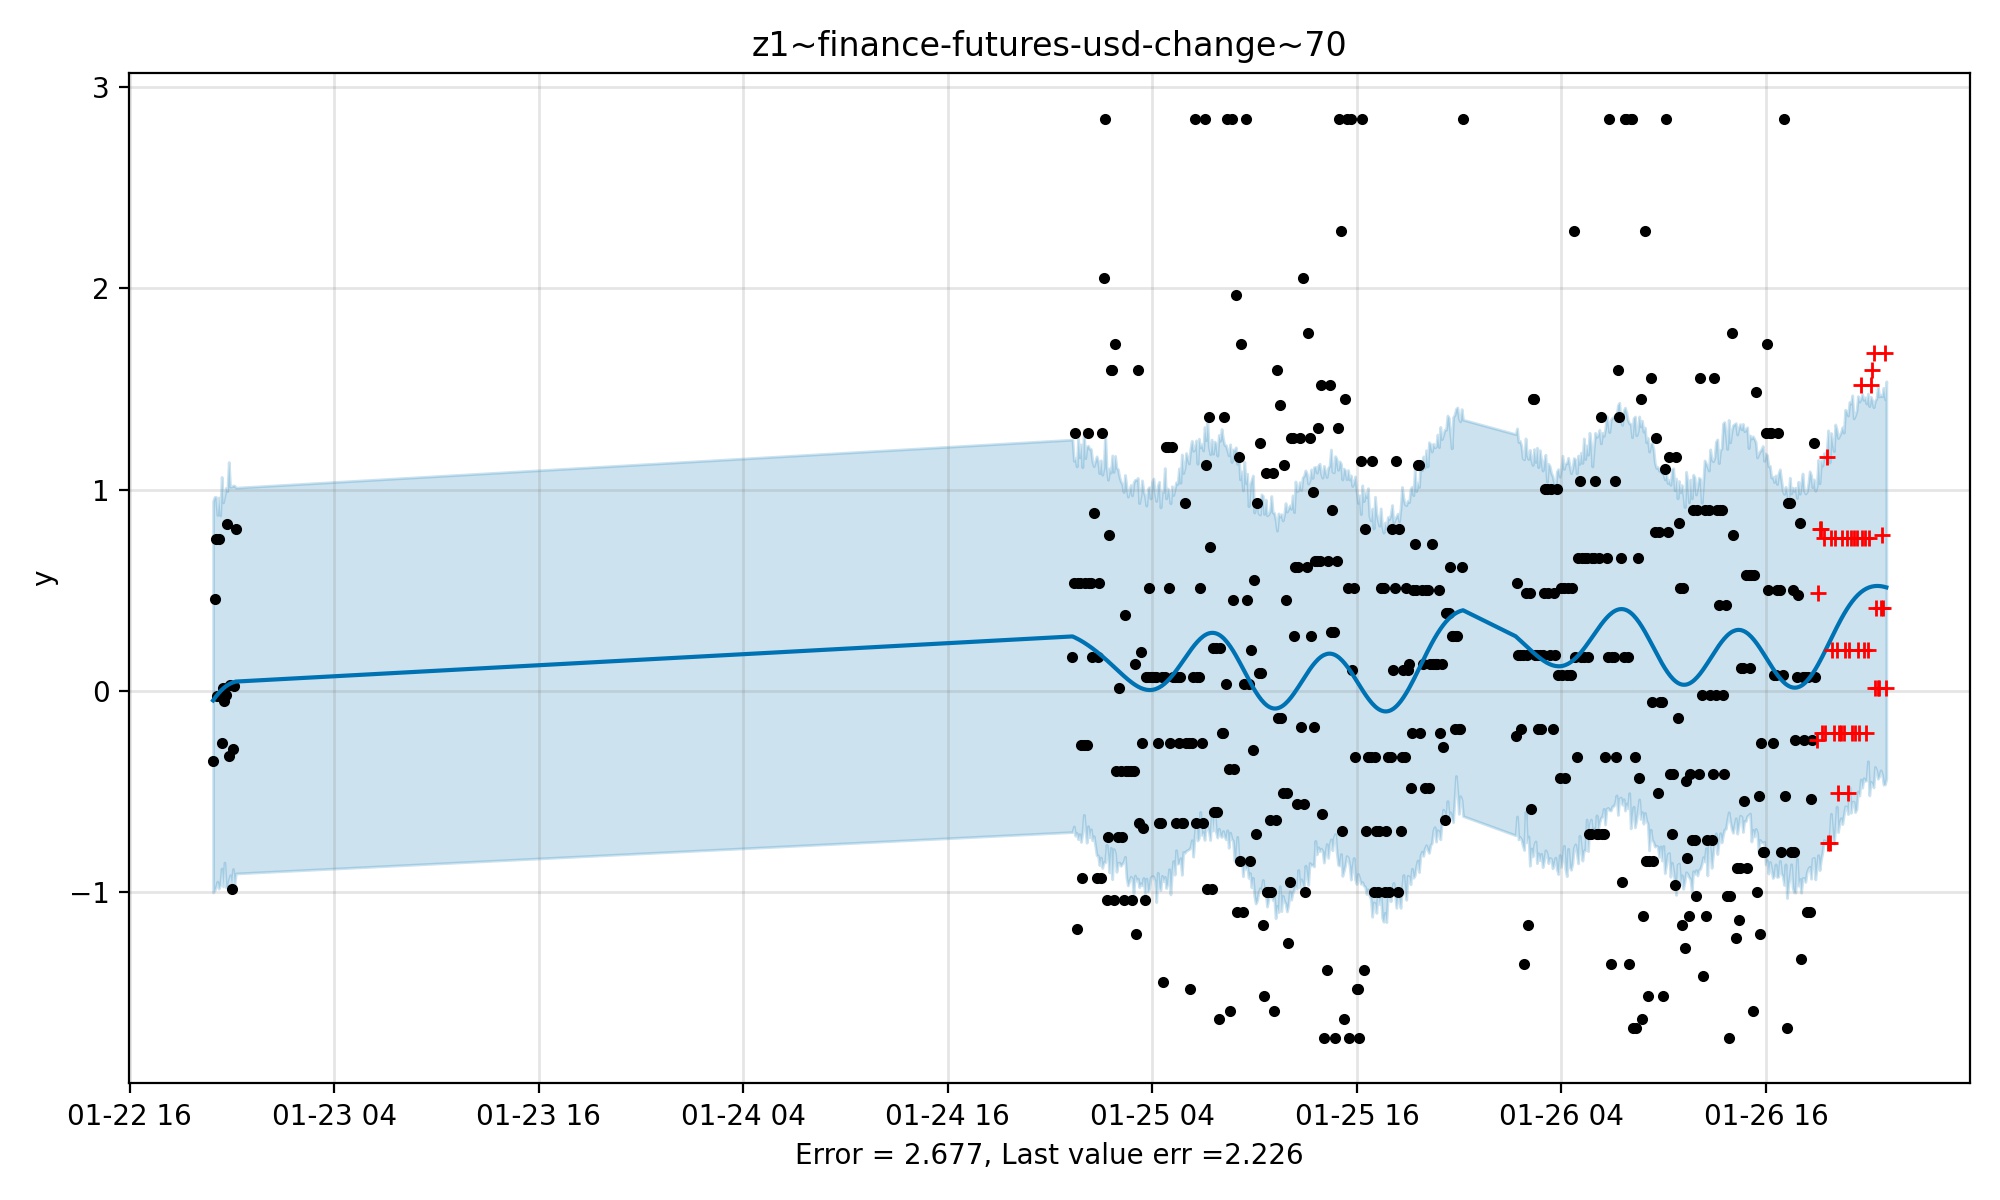 z1~finance-futures-usd-change~70
3
2
1
0
−1
y
01-22 16 01-23 04 01-23 16 01-24 04 01-24 16 01-25 04 01-25 16 01-26 04 01-26 16
Error = 2.677, Last value err =2.226